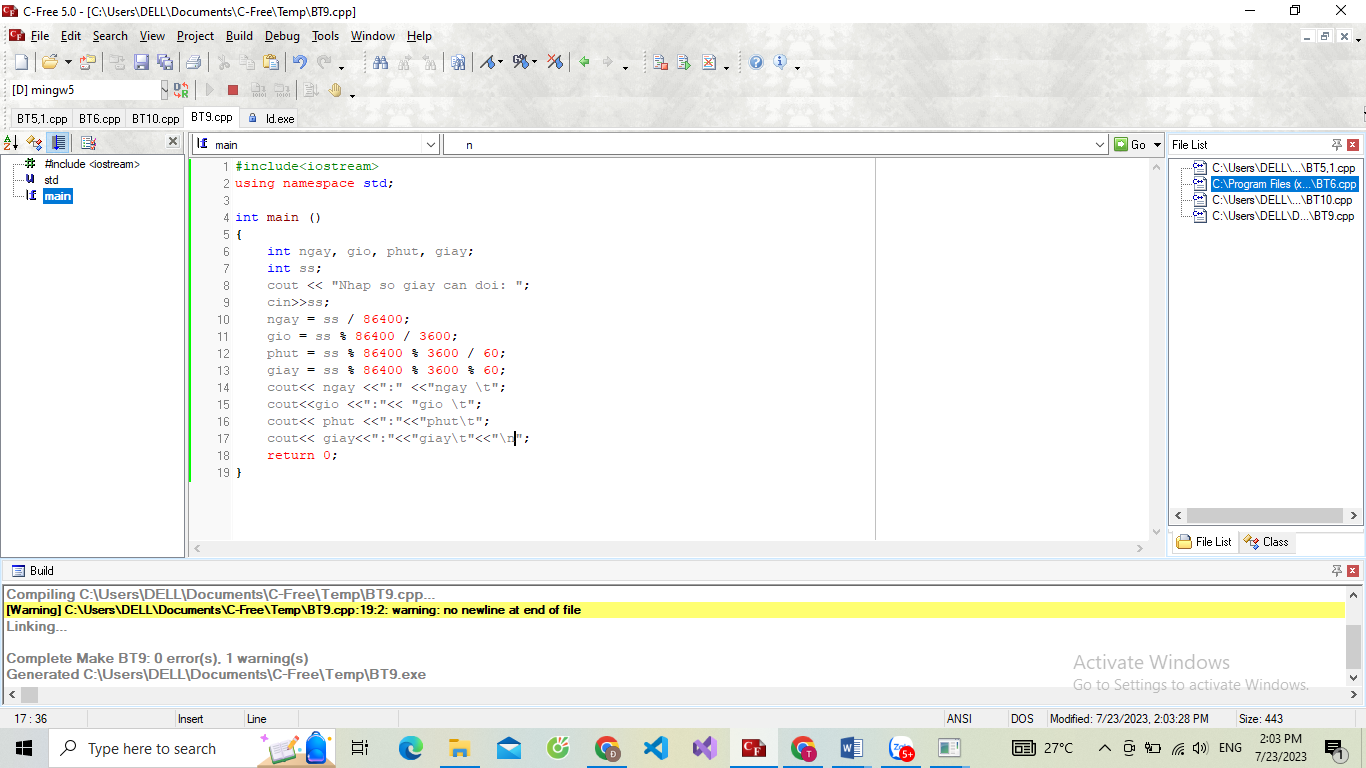 C-Free 5.0 - [C:\Users\DELL\Documents\C-Free\Temp\BT9.cpp]
File Edit Search View Project Build Debug Tools Window Help
[D] mingw5
BT5,1.cpp BT6.cpp BT10.cpp BT9.cpp ld.exe
main
n
Go
File List
#include <iostream>
std
main
1 #include<iostream>
2 using namespace std;
3
4 int main ()
5 {
6     int ngay, gio, phut, giay;
7     int ss;
8     cout << "Nhap so giay can doi: ";
9     cin>>ss;
10     ngay = ss / 86400;
11     gio = ss % 86400 / 3600;
12     phut = ss % 86400 % 3600 / 60;
13     giay = ss % 86400 % 3600 % 60;
14     cout<< ngay <<":" <<"ngay \t";
15     cout<<gio <<":"<< "gio \t";
16     cout<< phut <<":"<<"phut\t";
17     cout<< giay<<":"<<"giay\t"<<"\n";
18     return 0;
19 }
C:\Users\DELL\...\BT5,1.cpp
C:\Program Files (x...\BT6.cpp
C:\Users\DELL\...\BT10.cpp
C:\Users\DELL\D...\BT9.cpp
File List Class
Build
Compiling C:\Users\DELL\Documents\C-Free\Temp\BT9.cpp...
[Warning] C:\Users\DELL\Documents\C-Free\Temp\BT9.cpp:19:2: warning: no newline at end of file
Linking...
Complete Make BT9: 0 error(s), 1 warning(s)
Generated C:\Users\DELL\Documents\C-Free\Temp\BT9.exe
Activate Windows
Go to Settings to activate Windows.
17 : 36 Insert Line ANSI DOS Modified: 7/23/2023, 2:03:28 PM Size: 443
Type here to search
27°C
ENG
2:03 PM
7/23/2023